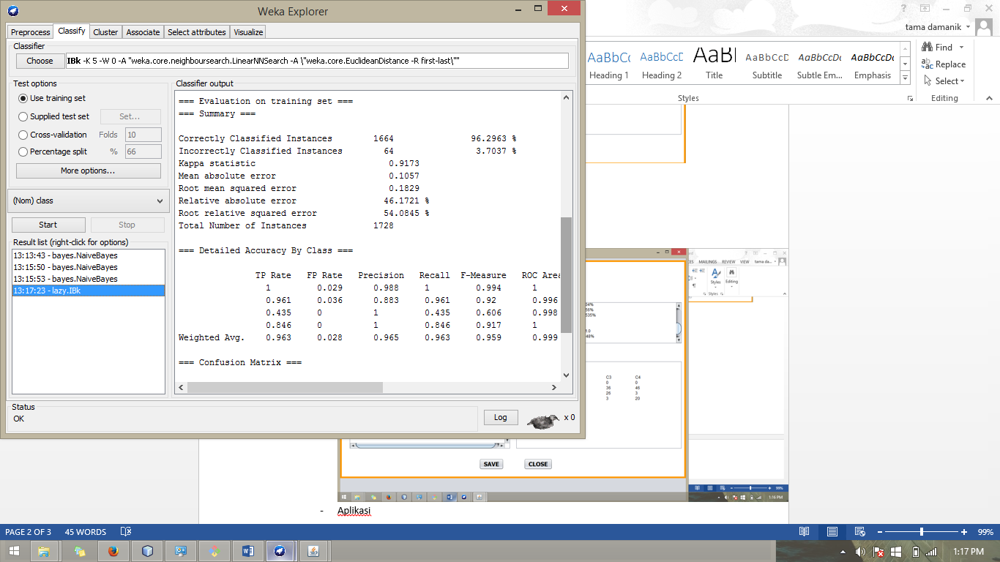 Weka Explorer
Preprocess Classify Cluster Associate Select attributes Visualize
Classifier
Choose IBk -K 5 -W 0 -A "weka.core.neighboursearch.LinearNNSearch -A \"weka.core.EuclideanDistance -R first-last\""
Test options
Use training set
Supplied test set Set...
Cross-validation Folds 10
Percentage split % 66
More options...
(Nom) class
Start Stop
Result list (right-click for options)
13:13:43 - bayes.NaiveBayes
13:15:50 - bayes.NaiveBayes
13:15:53 - bayes.NaiveBayes
13:17:23 - lazy.IBk
Classifier output
=== Evaluation on training set ===
=== Summary ===
Correctly Classified Instances 1664 96.2963 %
Incorrectly Classified Instances 64 3.7037 %
Kappa statistic 0.9173
Mean absolute error 0.1057
Root mean squared error 0.1829
Relative absolute error 46.1721 %
Root relative squared error 54.0845 %
Total Number of Instances 1728
=== Detailed Accuracy By Class ===
TP Rate FP Rate Precision Recall F-Measure ROC Area
1 0.029 0.988 1 0.994 1
0.961 0.036 0.883 0.961 0.92 0.996
0.435 0 1 0.435 0.606 0.998
0.846 0 1 0.846 0.917 1
Weighted Avg. 0.963 0.028 0.965 0.963 0.959 0.999
=== Confusion Matrix ===
Status
OK
Log x 0
tama damanik
AaBbCc AaBbCcD AaBl AaBbCcD AaBbCcDc AaBbCcDc
Heading 1 Heading 2 Title Subtitle Subtle Em... Emphasis
Styles
Find
Replace
Select
Editing
MAILINGS REVIEW VIEW tama da...
Styles Editing
Styles
C3 C4
0 0
36 46
26 3
3 20
SAVE CLOSE
99%
1:16 PM
- Aplikasi
PAGE 2 OF 3 45 WORDS 99%
1:17 PM